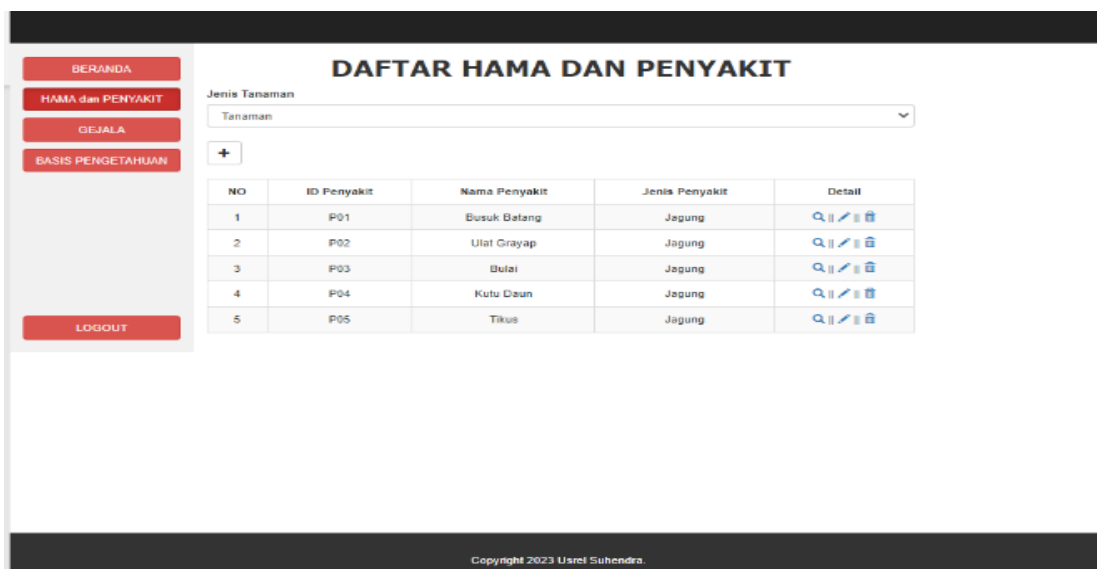 BERANDA
HAMA dan PENYAKIT
GEJALA
BASIS PENGETAHUAN
LOGOUT
DAFTAR HAMA DAN PENYAKIT
Jenis Tanaman
Tanaman
+
NO ID Penyakit Nama Penyakit Jenis Penyakit Detail
1 P01 Busuk Batang Jagung || ||
2 P02 Ulat Grayap Jagung || ||
3 P03 Bulai Jagung || ||
4 P04 Kutu Daun Jagung || ||
5 P05 Tikus Jagung || ||
Copyright 2023 Usrel Suhendra.